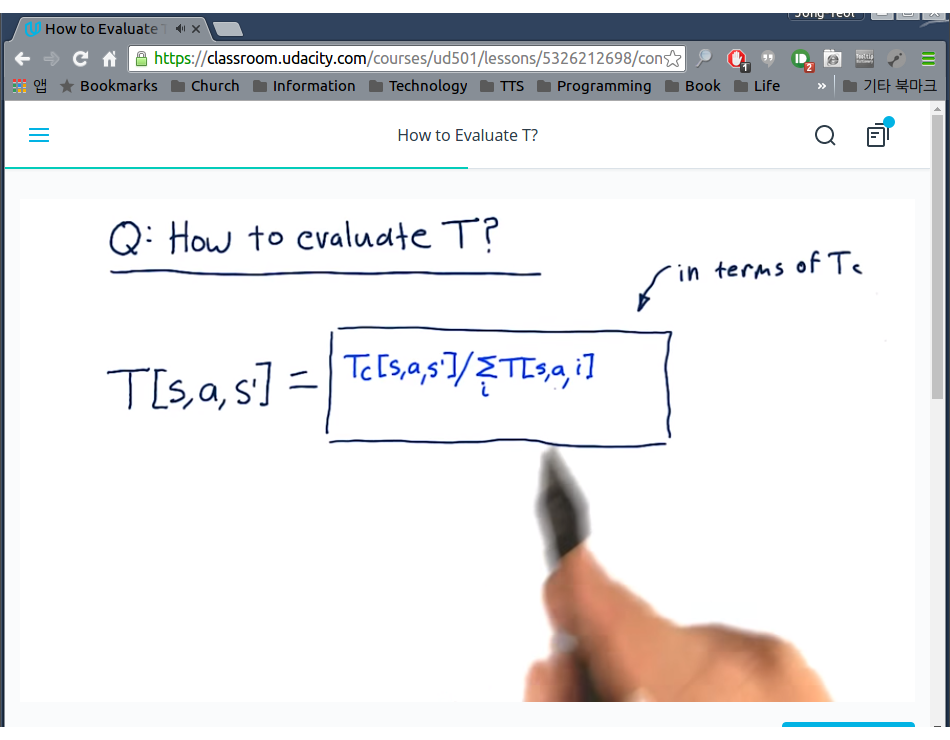 Jong Yeol
How to Evaluate T
https://classroom.udacity.com/courses/ud501/lessons/5326212698/con
1
2
앱 Bookmarks Church Information Technology TTS Programming Book Life » 기타 북마크
How to Evaluate T?
Q: How to evaluate T?
in terms of Tc
T[s,a,s'] = Tc[s,a,s']/Σ T[s,a,i]
i